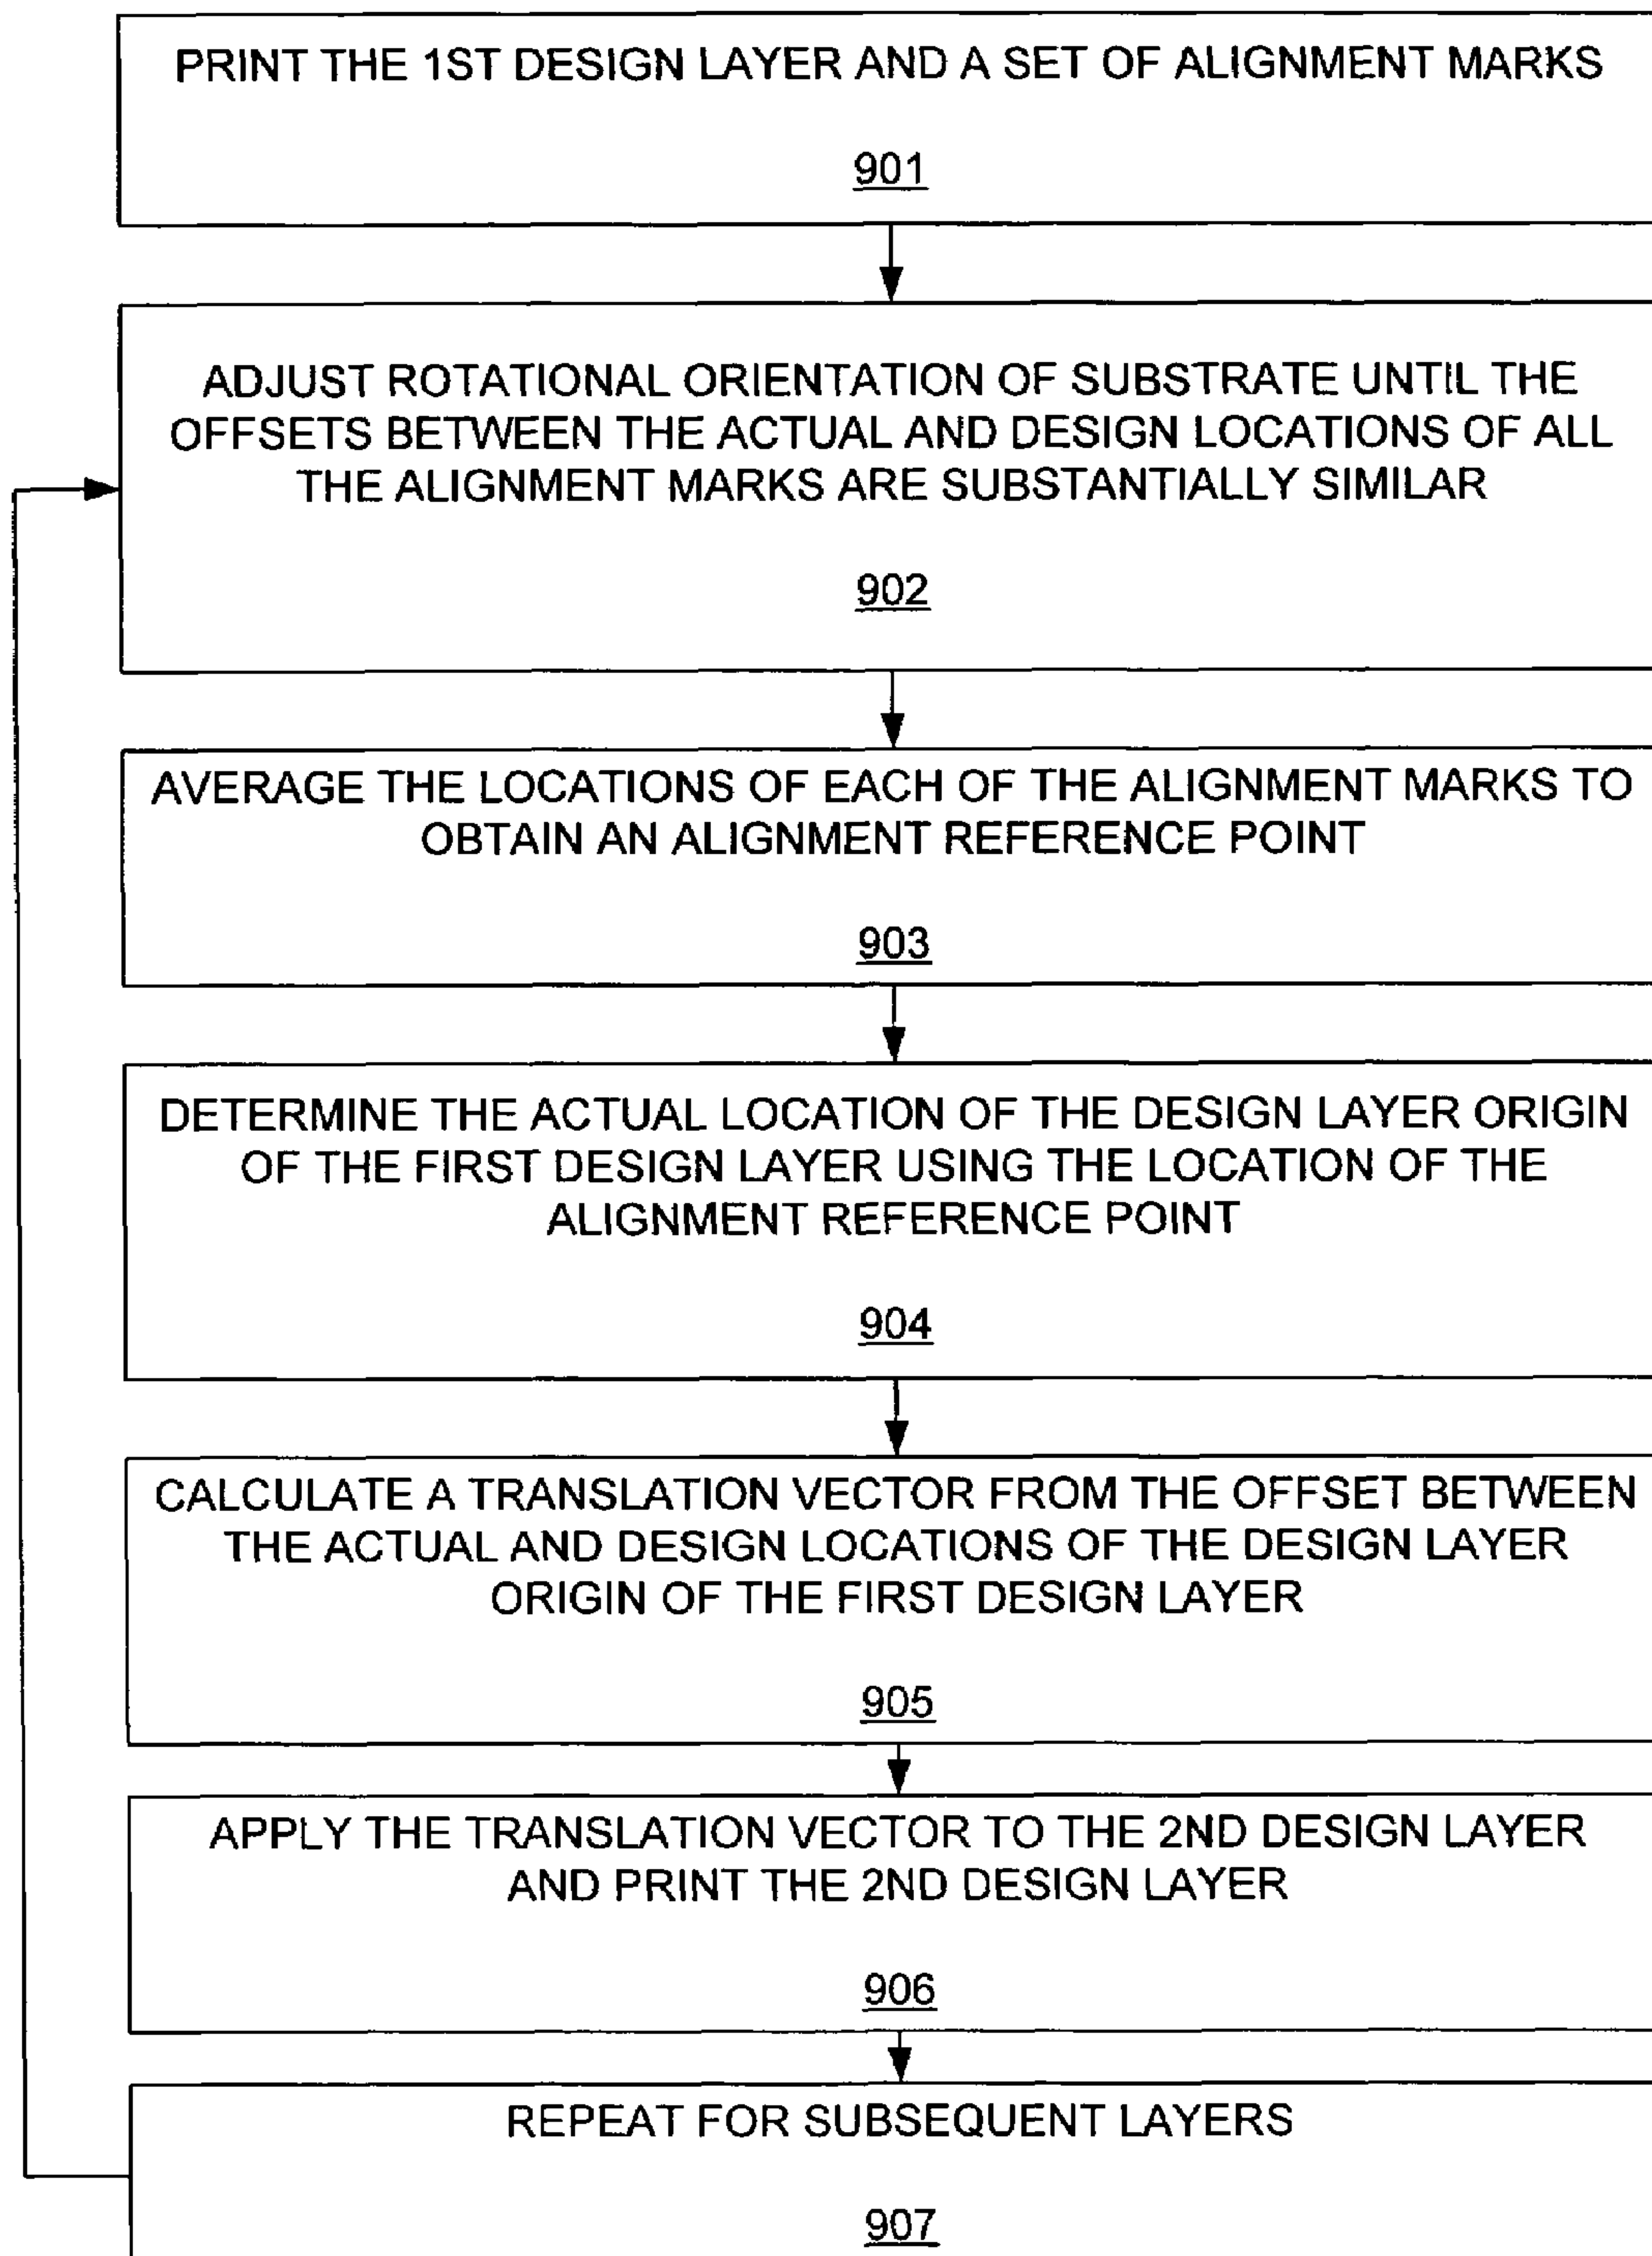 PRINT THE 1ST DESIGN LAYER AND A SET OF ALIGNMENT MARKS
901
ADJUST ROTATIONAL ORIENTATION OF SUBSTRATE UNTIL THE
OFFSETS BETWEEN THE ACTUAL AND DESIGN LOCATIONS OF ALL
THE ALIGNMENT MARKS ARE SUBSTANTIALLY SIMILAR
902
AVERAGE THE LOCATIONS OF EACH OF THE ALIGNMENT MARKS TO
OBTAIN AN ALIGNMENT REFERENCE POINT
903
DETERMINE THE ACTUAL LOCATION OF THE DESIGN LAYER ORIGIN
OF THE FIRST DESIGN LAYER USING THE LOCATION OF THE
ALIGNMENT REFERENCE POINT
904
CALCULATE A TRANSLATION VECTOR FROM THE OFFSET BETWEEN
THE ACTUAL AND DESIGN LOCATIONS OF THE DESIGN LAYER
ORIGIN OF THE FIRST DESIGN LAYER
905
APPLY THE TRANSLATION VECTOR TO THE 2ND DESIGN LAYER
AND PRINT THE 2ND DESIGN LAYER
906
REPEAT FOR SUBSEQUENT LAYERS
907